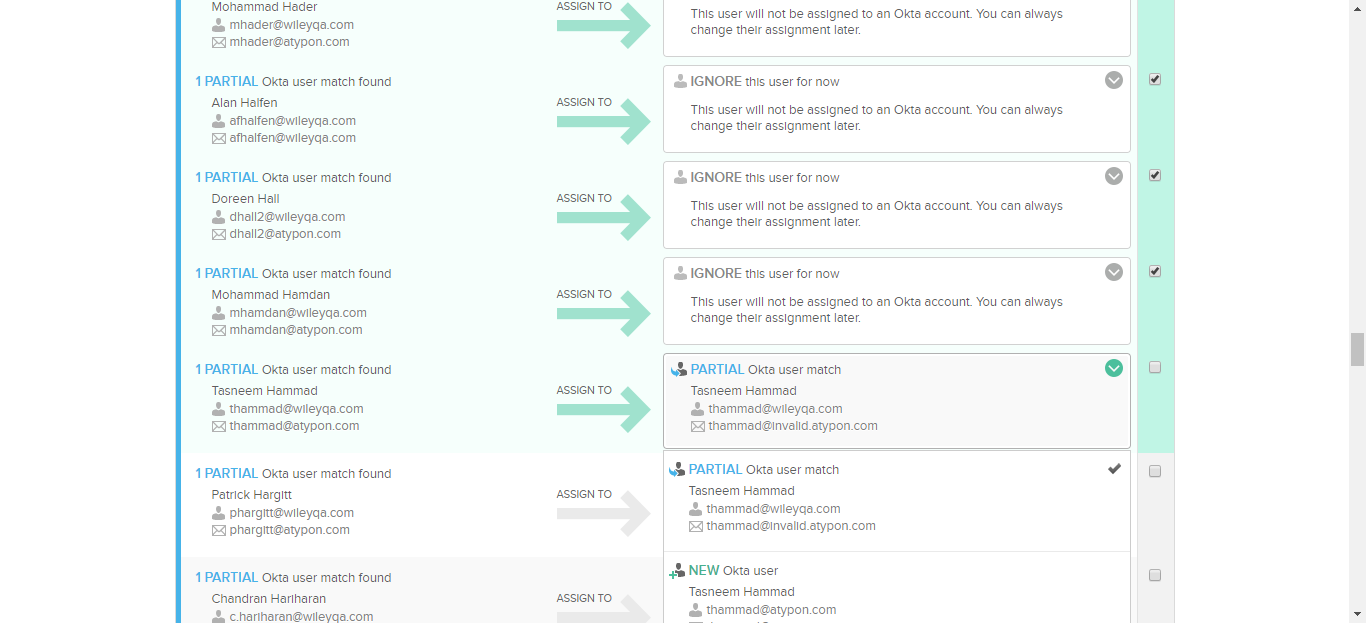 Mohammad Hader
mhader@wileyqa.com
mhader@atypon.com
ASSIGN TO
This user will not be assigned to an Okta account. You can always
change their assignment later.
1 PARTIAL Okta user match found
Alan Halfen
afhalfen@wileyqa.com
afhalfen@wileyqa.com
ASSIGN TO
IGNORE this user for now
This user will not be assigned to an Okta account. You can always
change their assignment later.
1 PARTIAL Okta user match found
Doreen Hall
dhall2@wileyqa.com
dhall2@atypon.com
ASSIGN TO
IGNORE this user for now
This user will not be assigned to an Okta account. You can always
change their assignment later.
1 PARTIAL Okta user match found
Mohammad Hamdan
mhamdan@wileyqa.com
mhamdan@atypon.com
ASSIGN TO
IGNORE this user for now
This user will not be assigned to an Okta account. You can always
change their assignment later.
1 PARTIAL Okta user match found
Tasneem Hammad
thammad@wileyqa.com
thammad@atypon.com
ASSIGN TO
PARTIAL Okta user match
Tasneem Hammad
thammad@wileyqa.com
thammad@invalid.atypon.com
1 PARTIAL Okta user match found
Patrick Hargitt
phargitt@wileyqa.com
phargitt@atypon.com
ASSIGN TO
PARTIAL Okta user match
Tasneem Hammad
thammad@wileyqa.com
thammad@invalid.atypon.com
1 PARTIAL Okta user match found
Chandran Hariharan
c.hariharan@wileyqa.com
ASSIGN TO
NEW Okta user
Tasneem Hammad
thammad@atypon.com